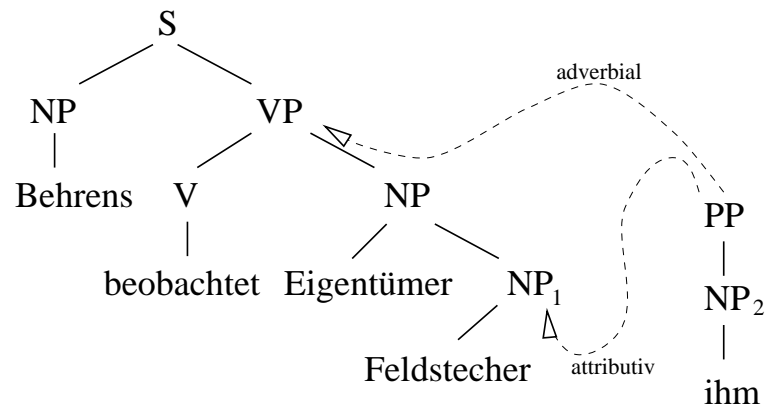 S
adverbial
NP VP
Behrens V NP PP
beobachtet Eigentümer NP1 NP2
Feldstecher attributiv ihm